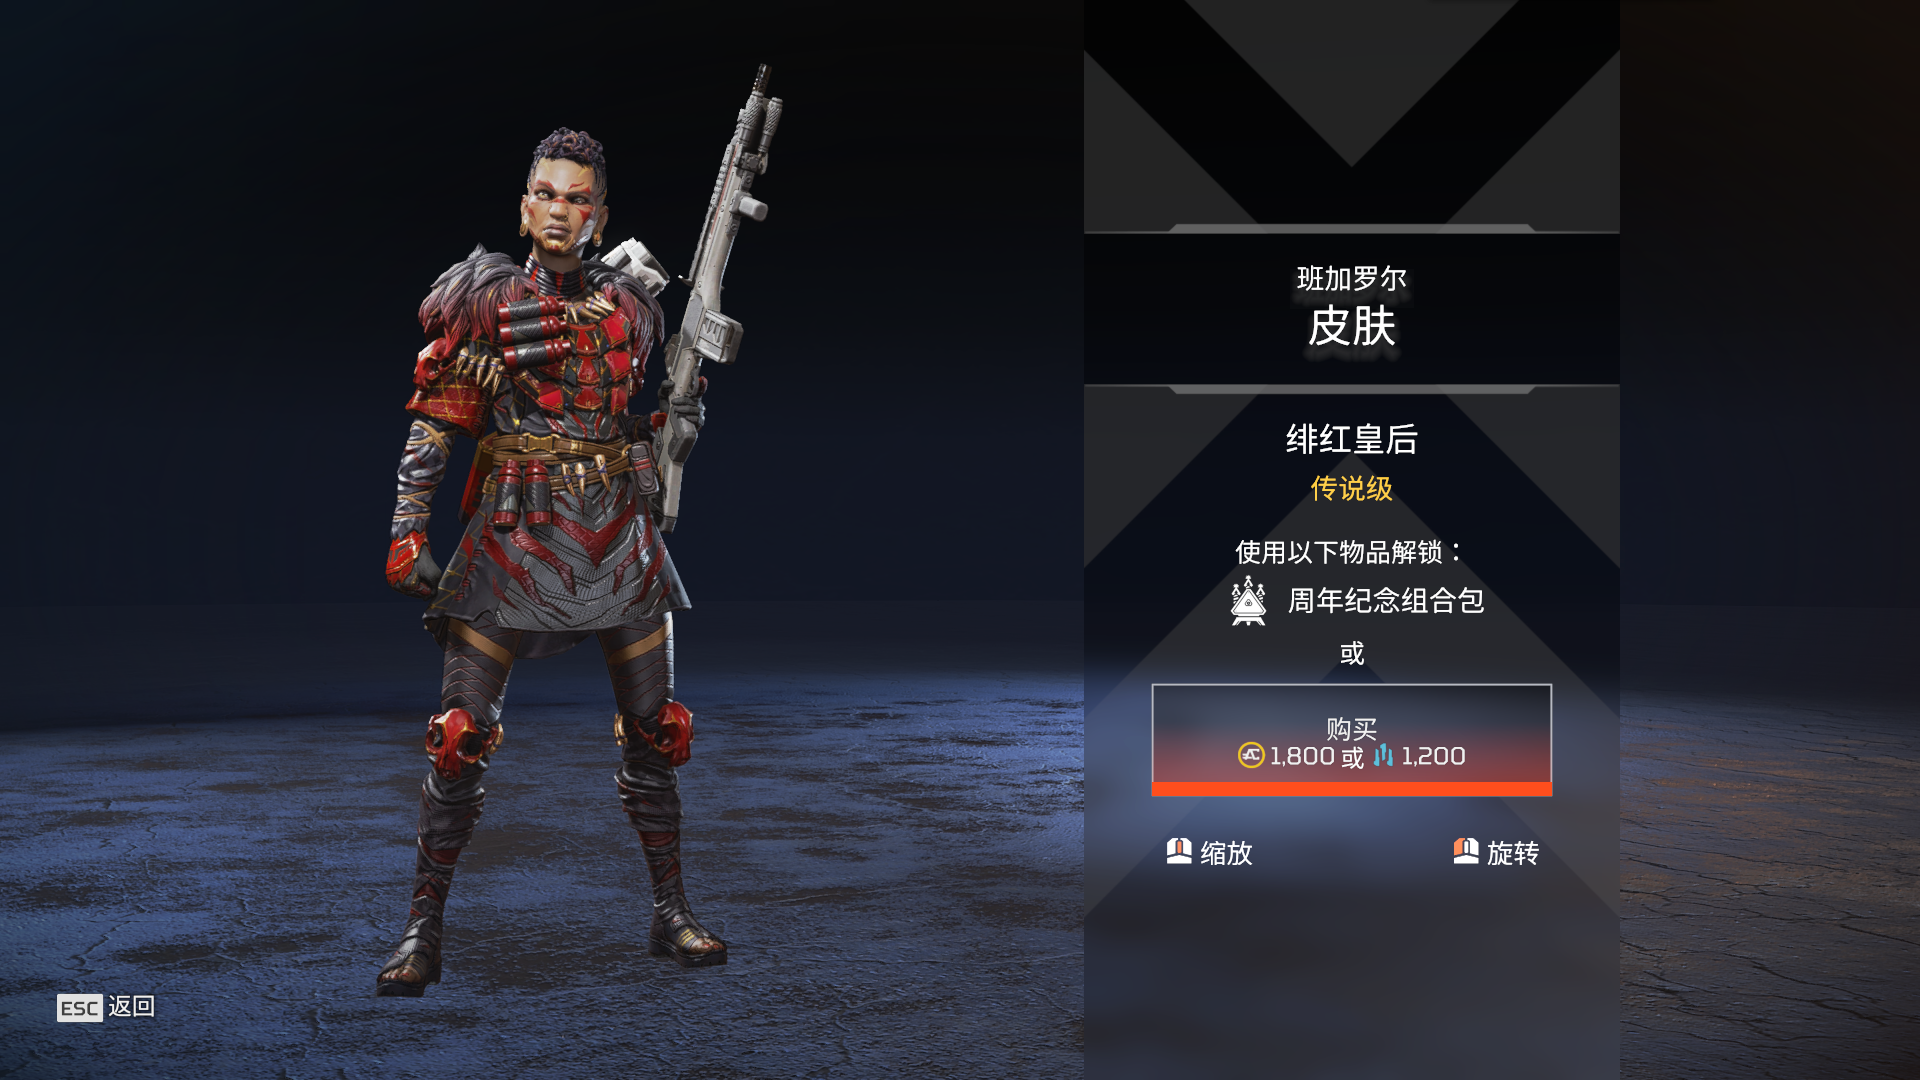 班加罗尔
皮肤
绯红皇后
传说级
使用以下物品解锁：
周年纪念组合包
或
购买
1,800 或 1,200
缩放
旋转
ESC 返回